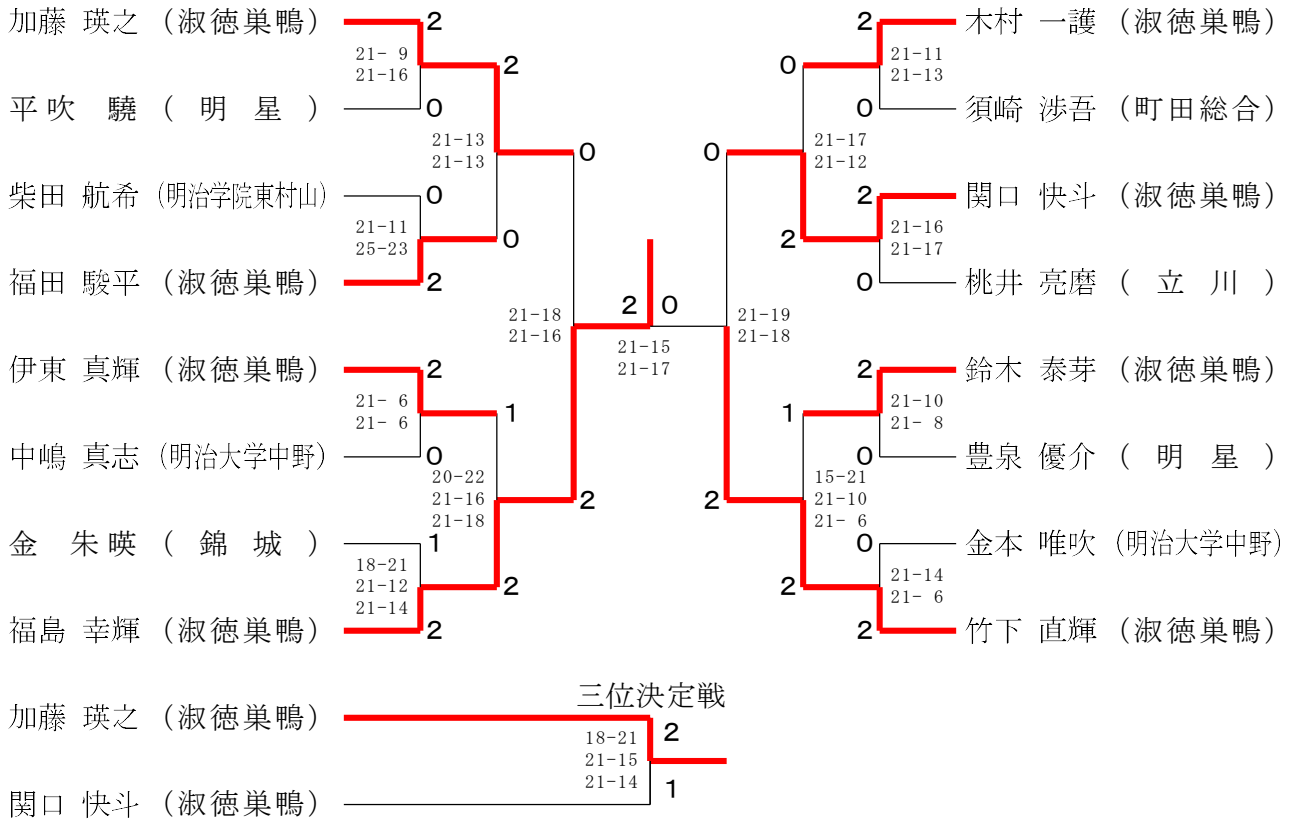 加藤 瑛之 (淑徳巣鴨) 2
21- 9
21-16
2
平吹 驍 ( 明 星 ) 0
21-13
21-13
0
柴田 航希 (明治学院東村山) 0
21-11
25-23
0
福田 駿平 (淑徳巣鴨) 2
21-18
21-16
伊東 真輝 (淑徳巣鴨) 2
21- 6
21- 6
1
中嶋 真志 (明治大学中野) 0
20-22
21-16
21-18
2
金 朱暎 ( 錦 城 ) 1
18-21
21-12
21-14
2
福島 幸輝 (淑徳巣鴨) 2
2 0
21-15
21-17
2 木村 一護 (淑徳巣鴨)
21-11
21-13
0
0 須崎 渉吾 (町田総合)
21-17
21-12
0
2 関口 快斗 (淑徳巣鴨)
21-16
21-17
2
0 桃井 亮磨 ( 立 川 )
21-19
21-18
2 鈴木 泰芽 (淑徳巣鴨)
21-10
21- 8
1
0 豊泉 優介 ( 明 星 )
15-21
21-10
21- 6
2
0 金本 唯吹 (明治大学中野)
21-14
21- 6
2
2 竹下 直輝 (淑徳巣鴨)
三位決定戦
加藤 瑛之 (淑徳巣鴨) 2
18-21
21-15
21-14
関口 快斗 (淑徳巣鴨) 1